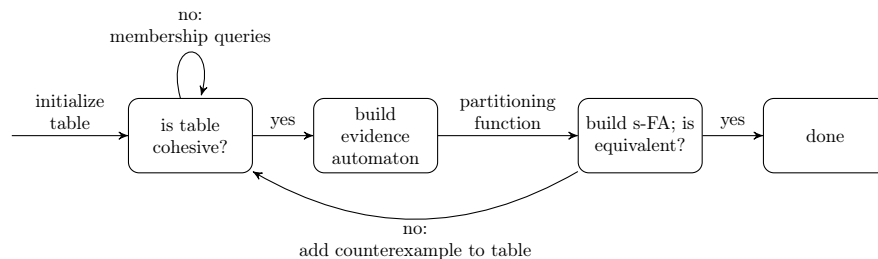 no:
membership queries
initialize
table
is table
cohesive?
yes
build
evidence
automaton
partitioning
function
build s-FA; is
equivalent?
yes
done
no:
add counterexample to table